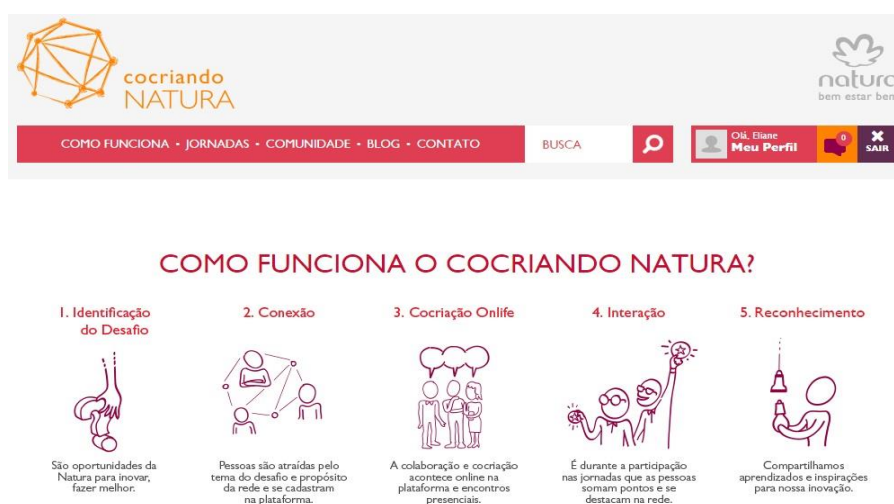 cocriando
NATURA
natura
bem estar bem
COMO FUNCIONA • JORNADAS • COMUNIDADE • BLOG • CONTATO
BUSCA
Olá, Eliane
Meu Perfil
0
SAIR
COMO FUNCIONA O COCRIANDO NATURA?
1. Identificação
do Desafio
São oportunidades da
Natura para inovar,
fazer melhor.
2. Conexão
Pessoas são atraídas pelo
tema do desafio e propósito
da rede e se cadastram
na plataforma.
3. Cocriação Onlife
A colaboração e cocriação
acontece online na
plataforma e encontros
presenciais.
4. Interação
É durante a participação
nas jornadas que as pessoas
somam pontos e se
destacam na rede.
5. Reconhecimento
Compartilhamos
aprendizados e inspirações
para nossa inovação.